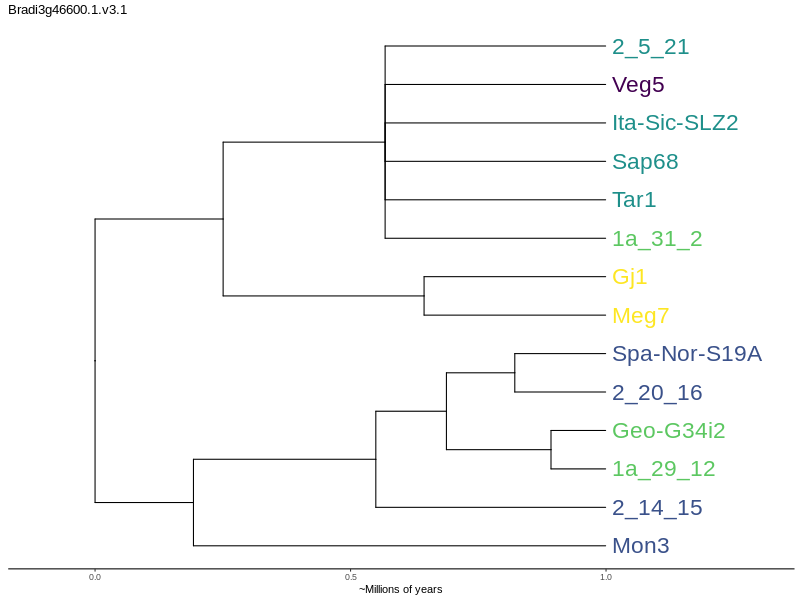 Bradi3g46600.1.v3.1
2_5_21
Veg5
Ita-Sic-SLZ2
Sap68
Tar1
1a_31_2
Gj1
Meg7
Spa-Nor-S19A
2_20_16
Geo-G34i2
1a_29_12
2_14_15
Mon3
0.0 0.5 1.0
~Millions of years